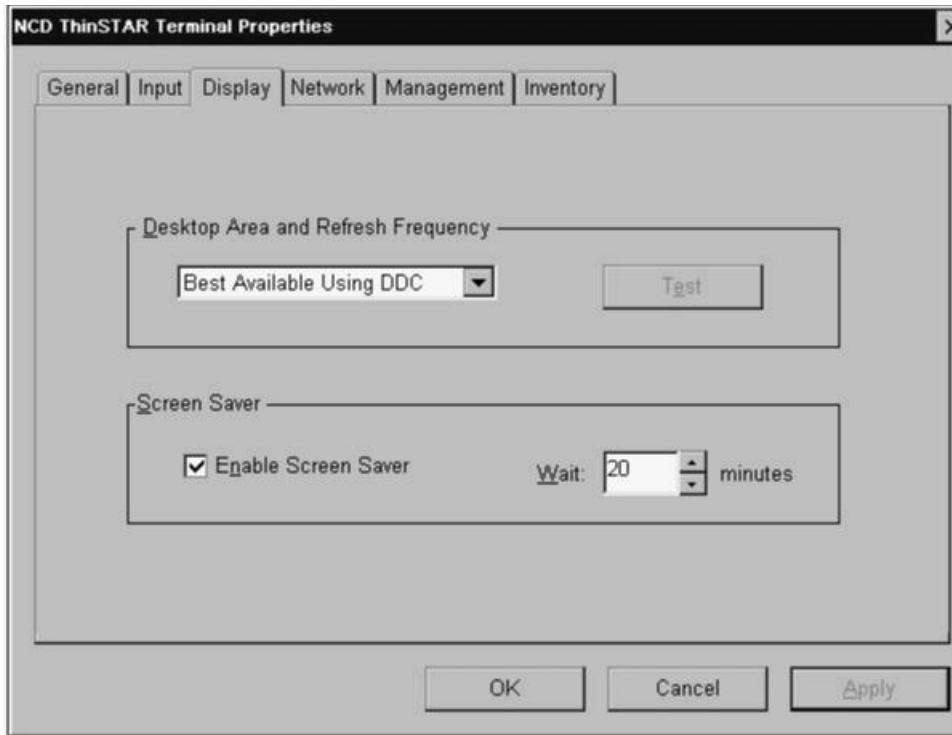 NCD ThinSTAR Terminal Properties
General Input Display Network Management Inventory
Desktop Area and Refresh Frequency
Best Available Using DDC Test
Screen Saver
Enable Screen Saver Wait: 20 minutes
OK Cancel Apply